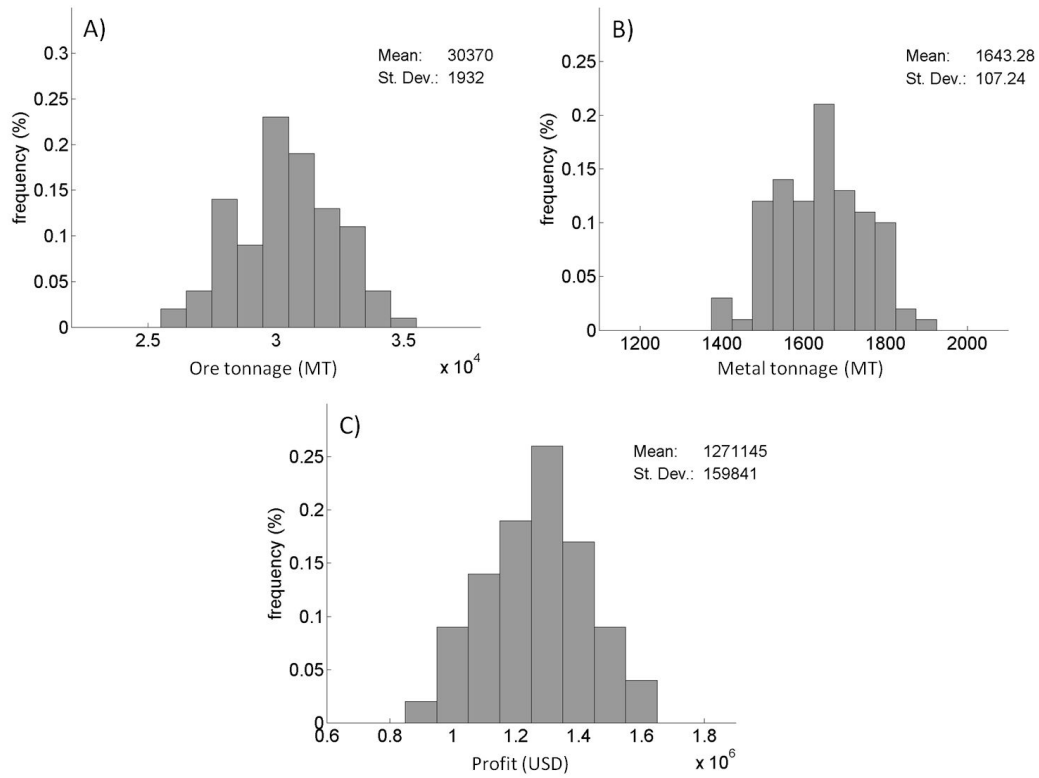 A)
Mean: 30370
St. Dev.: 1932
frequency (%)
0.3
0.25
0.2
0.15
0.1
0.05
0
2.5 3 3.5
x 10^4
Ore tonnage (MT)
B)
Mean: 1643.28
St. Dev.: 107.24
frequency (%)
0.25
0.2
0.15
0.1
0.05
0
1200 1400 1600 1800 2000
Metal tonnage (MT)
C)
Mean: 1271145
St. Dev.: 159841
frequency (%)
0.25
0.2
0.15
0.1
0.05
0
0.6 0.8 1 1.2 1.4 1.6 1.8
x 10^6
Profit (USD)